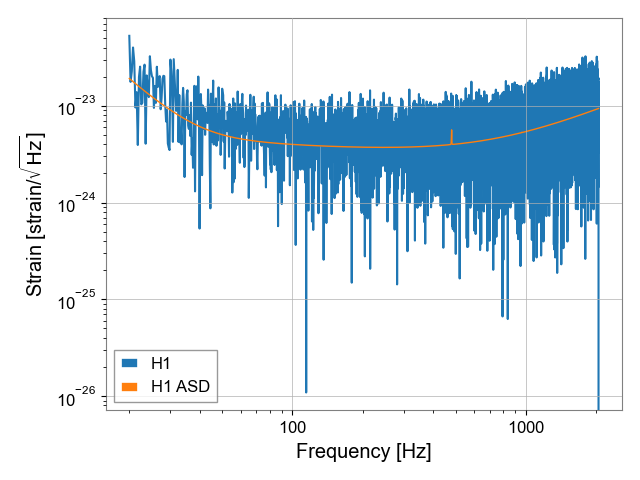 Strain [strain/√Hz]
10⁻²³
10⁻²⁴
10⁻²⁵
10⁻²⁶
H1
H1 ASD
100
1000
Frequency [Hz]